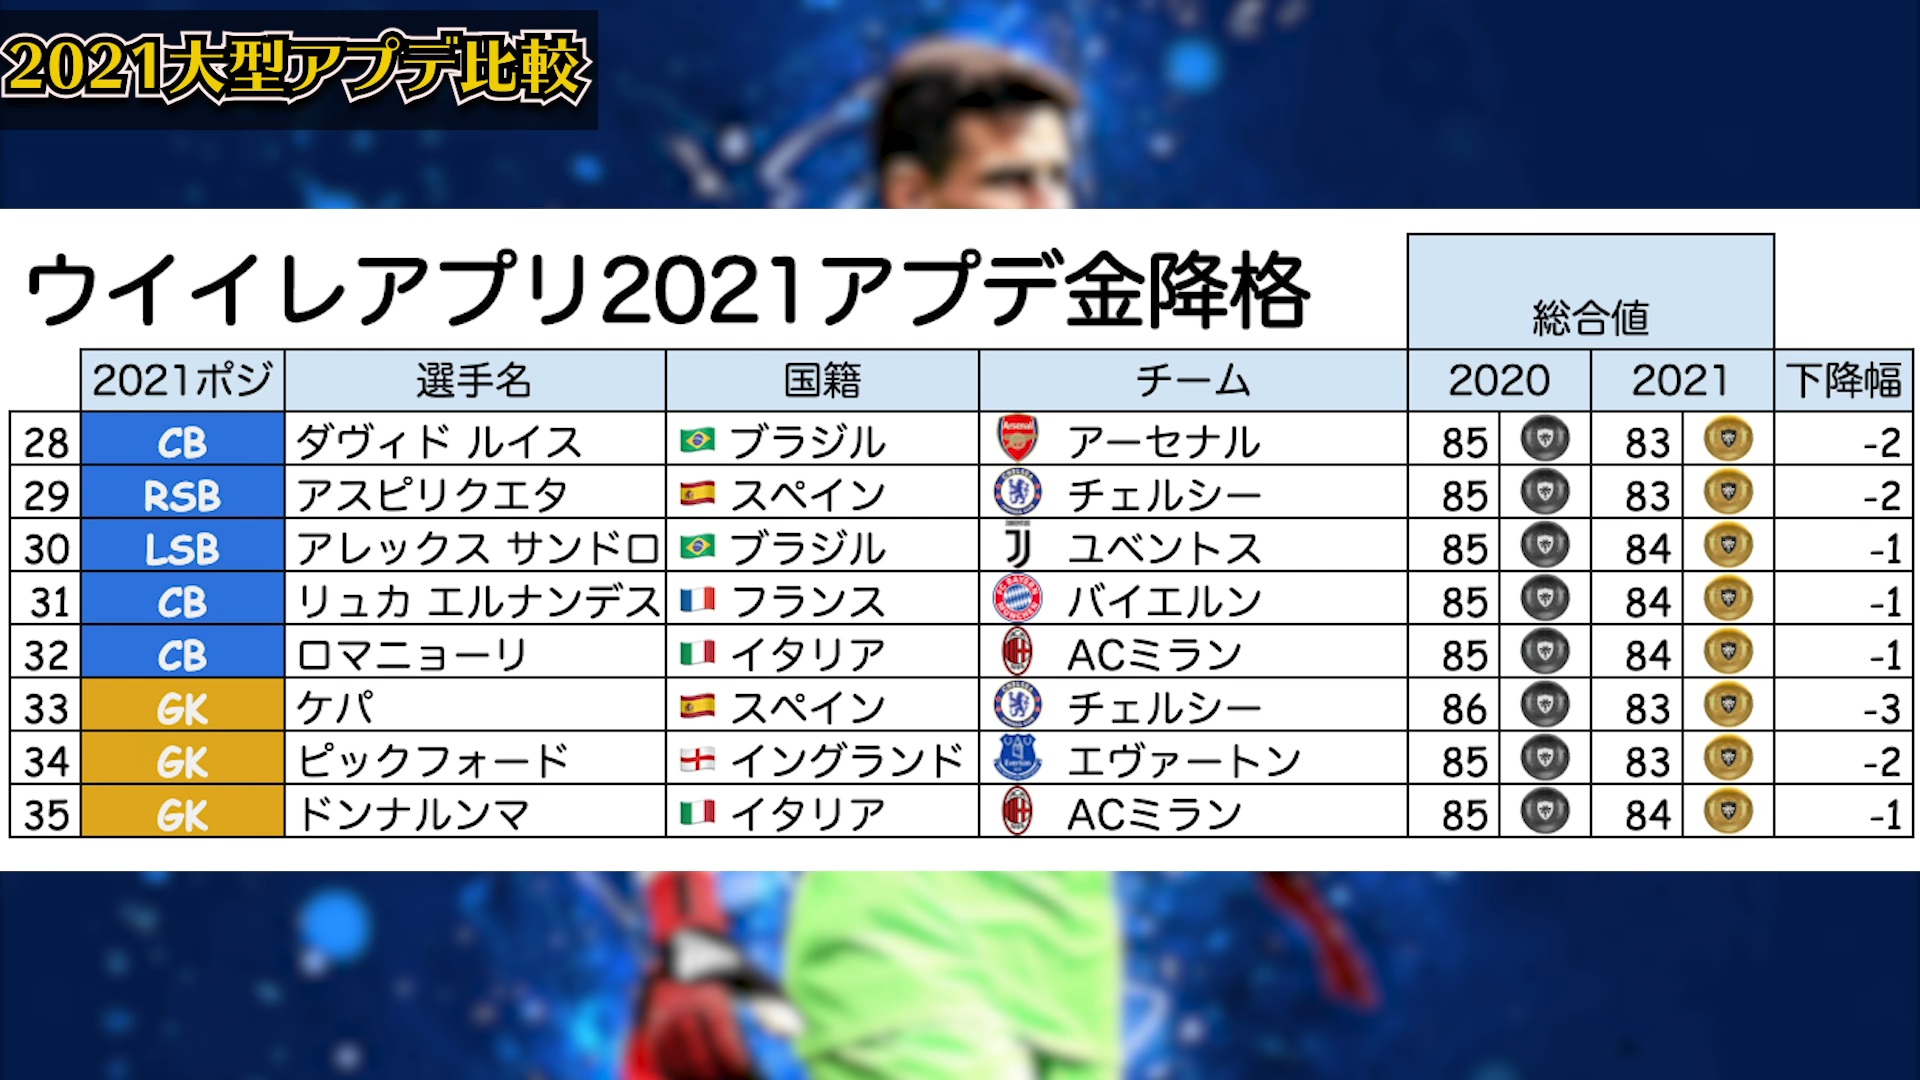 2021大型アプデ比較
ウイイレアプリ2021アプデ金降格
総合値
2021ポジ 選手名 国籍 チーム 2020 2021 下降幅
28 CB ダヴィド ルイス ブラジル Arsenal アーセナル 85 83 -2
29 RSB アスピリクエタ スペイン チェルシー 85 83 -2
30 LSB アレックス サンドロ ブラジル ユベントス 85 84 -1
31 CB リュカ エルナンデス フランス バイエルン 85 84 -1
32 CB ロマニョーリ イタリア ACミラン 85 84 -1
33 GK ケパ スペイン チェルシー 86 83 -3
34 GK ピックフォード イングランド Everton エヴァートン 85 83 -2
35 GK ドンナルンマ イタリア ACミラン 85 84 -1